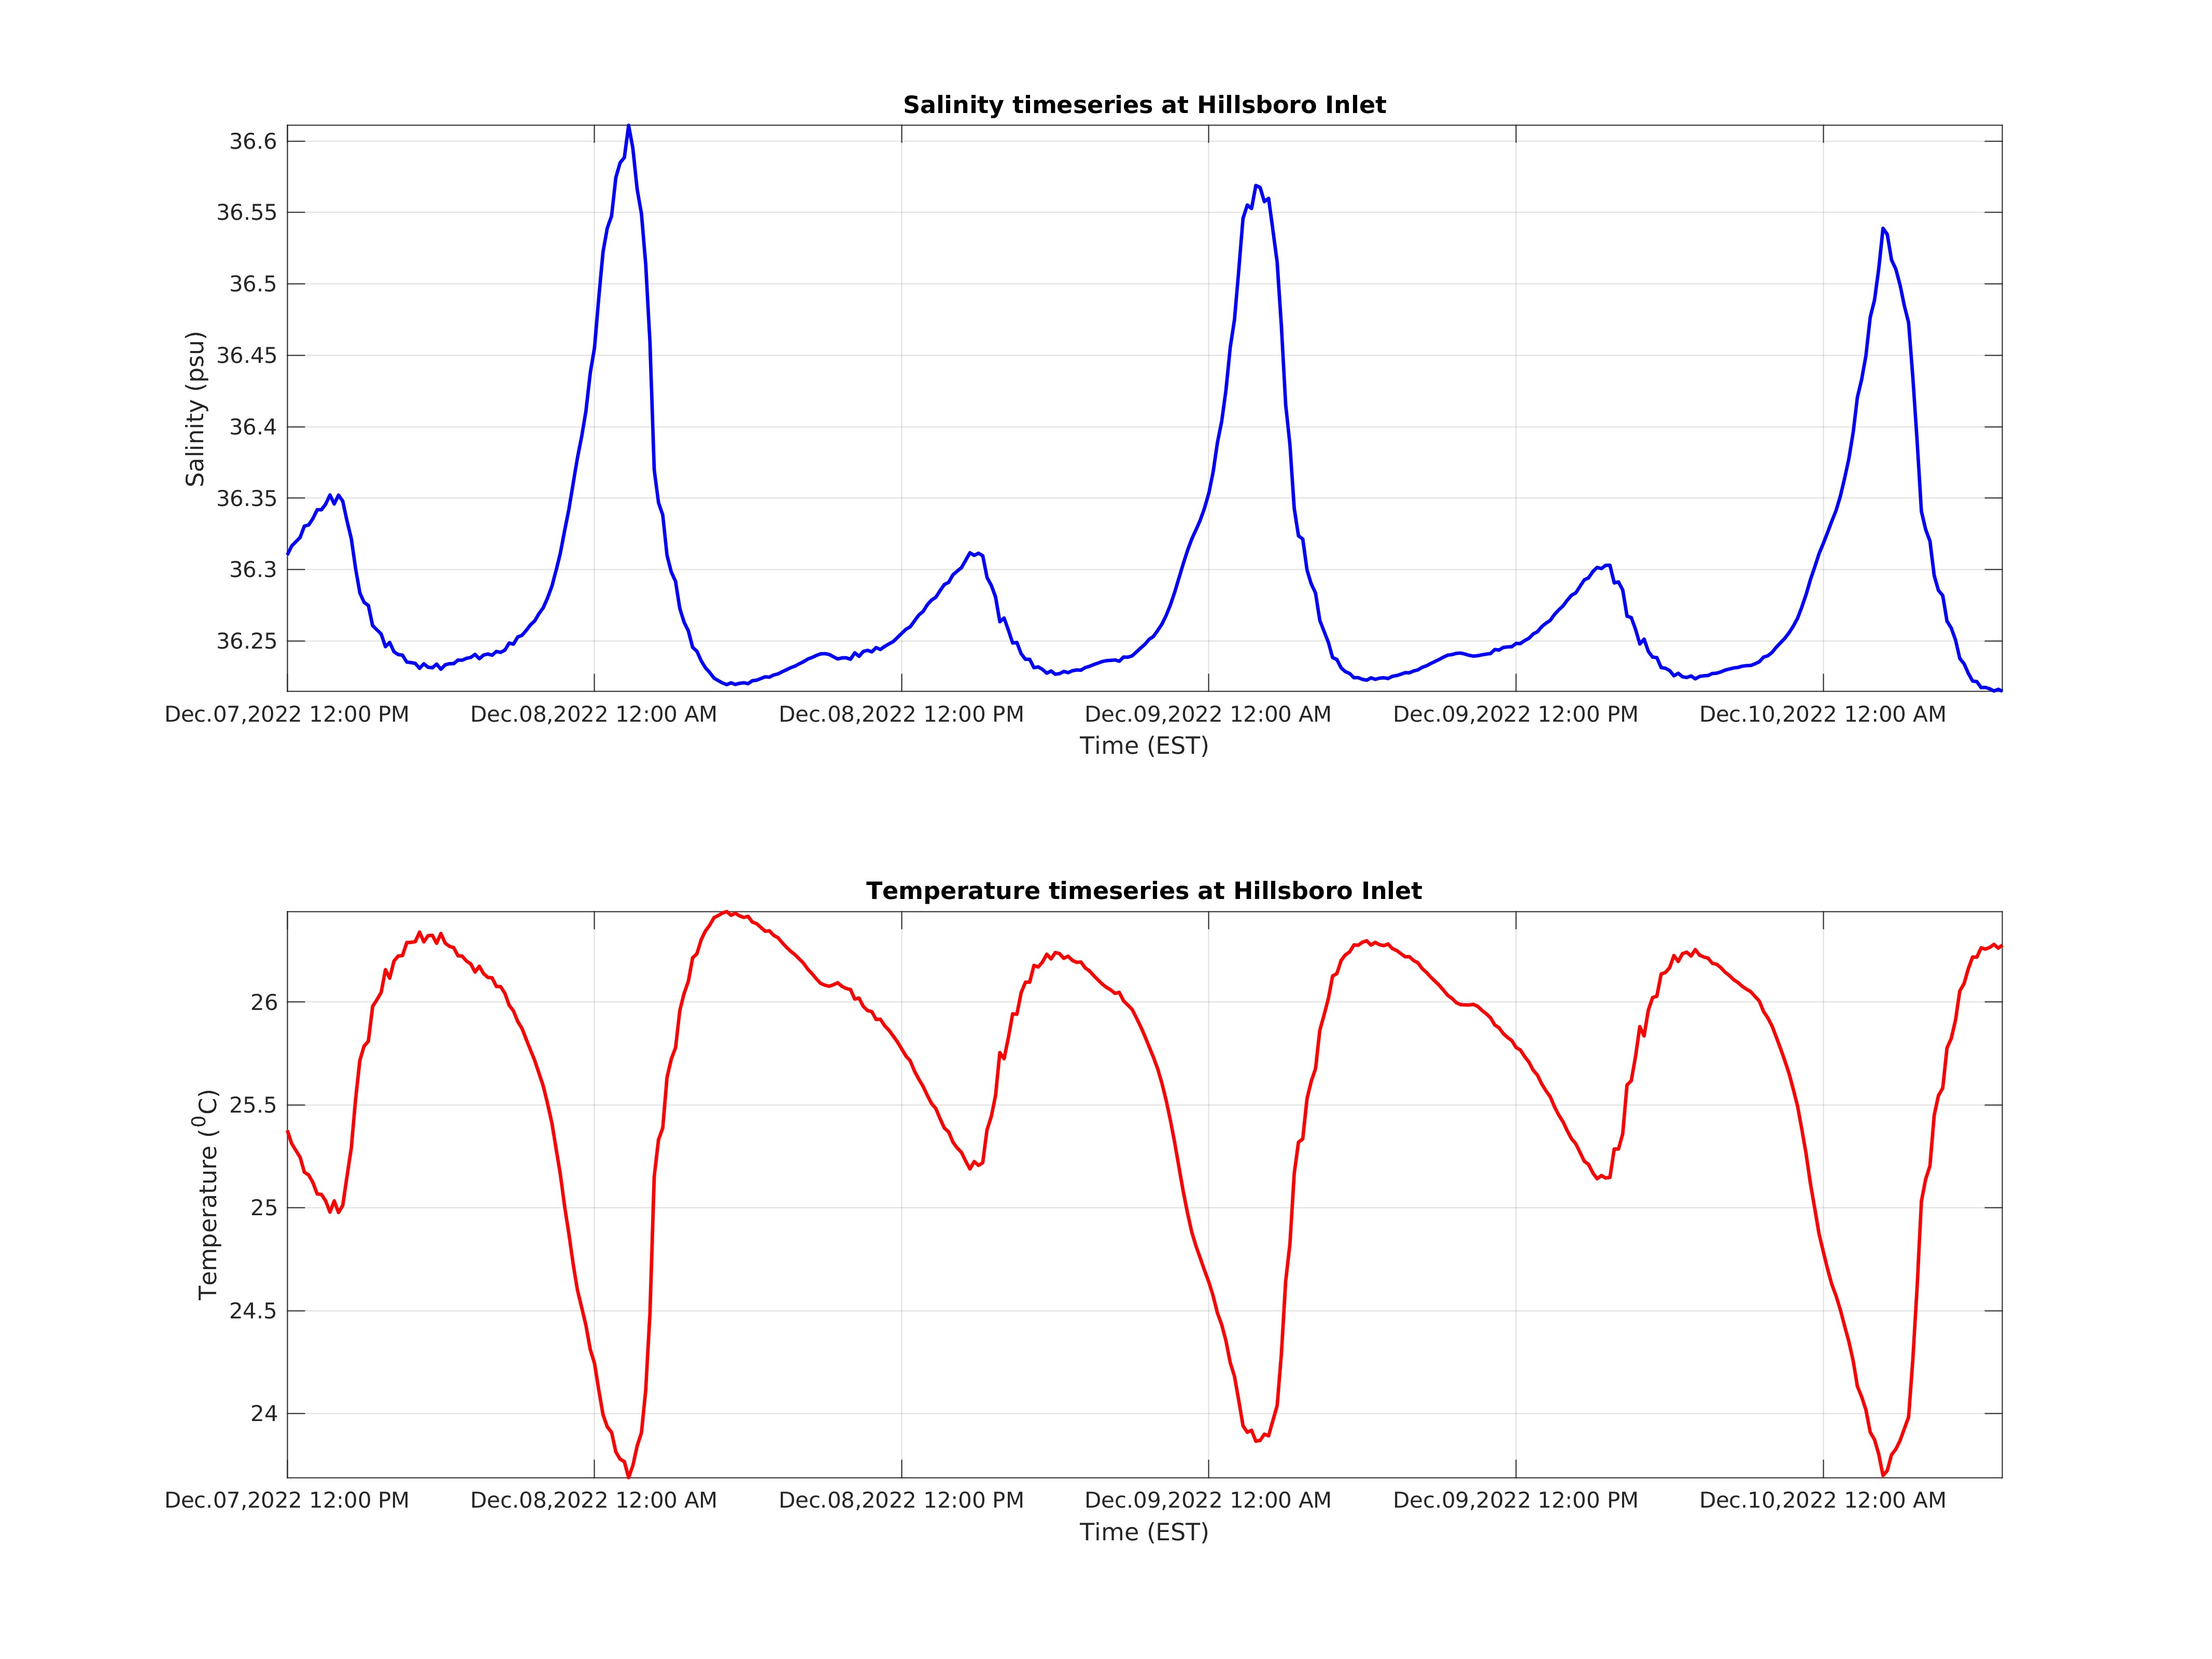 Salinity timeseries at Hillsboro Inlet
36.6
36.55
36.5
36.45
36.4
36.35
36.3
36.25
Salinity (psu)
Dec.07,2022 12:00 PM Dec.08,2022 12:00 AM Dec.08,2022 12:00 PM Dec.09,2022 12:00 AM Dec.09,2022 12:00 PM Dec.10,2022 12:00 AM
Time (EST)
Temperature timeseries at Hillsboro Inlet
26
25.5
25
24.5
24
Temperature (⁰C)
Dec.07,2022 12:00 PM Dec.08,2022 12:00 AM Dec.08,2022 12:00 PM Dec.09,2022 12:00 AM Dec.09,2022 12:00 PM Dec.10,2022 12:00 AM
Time (EST)